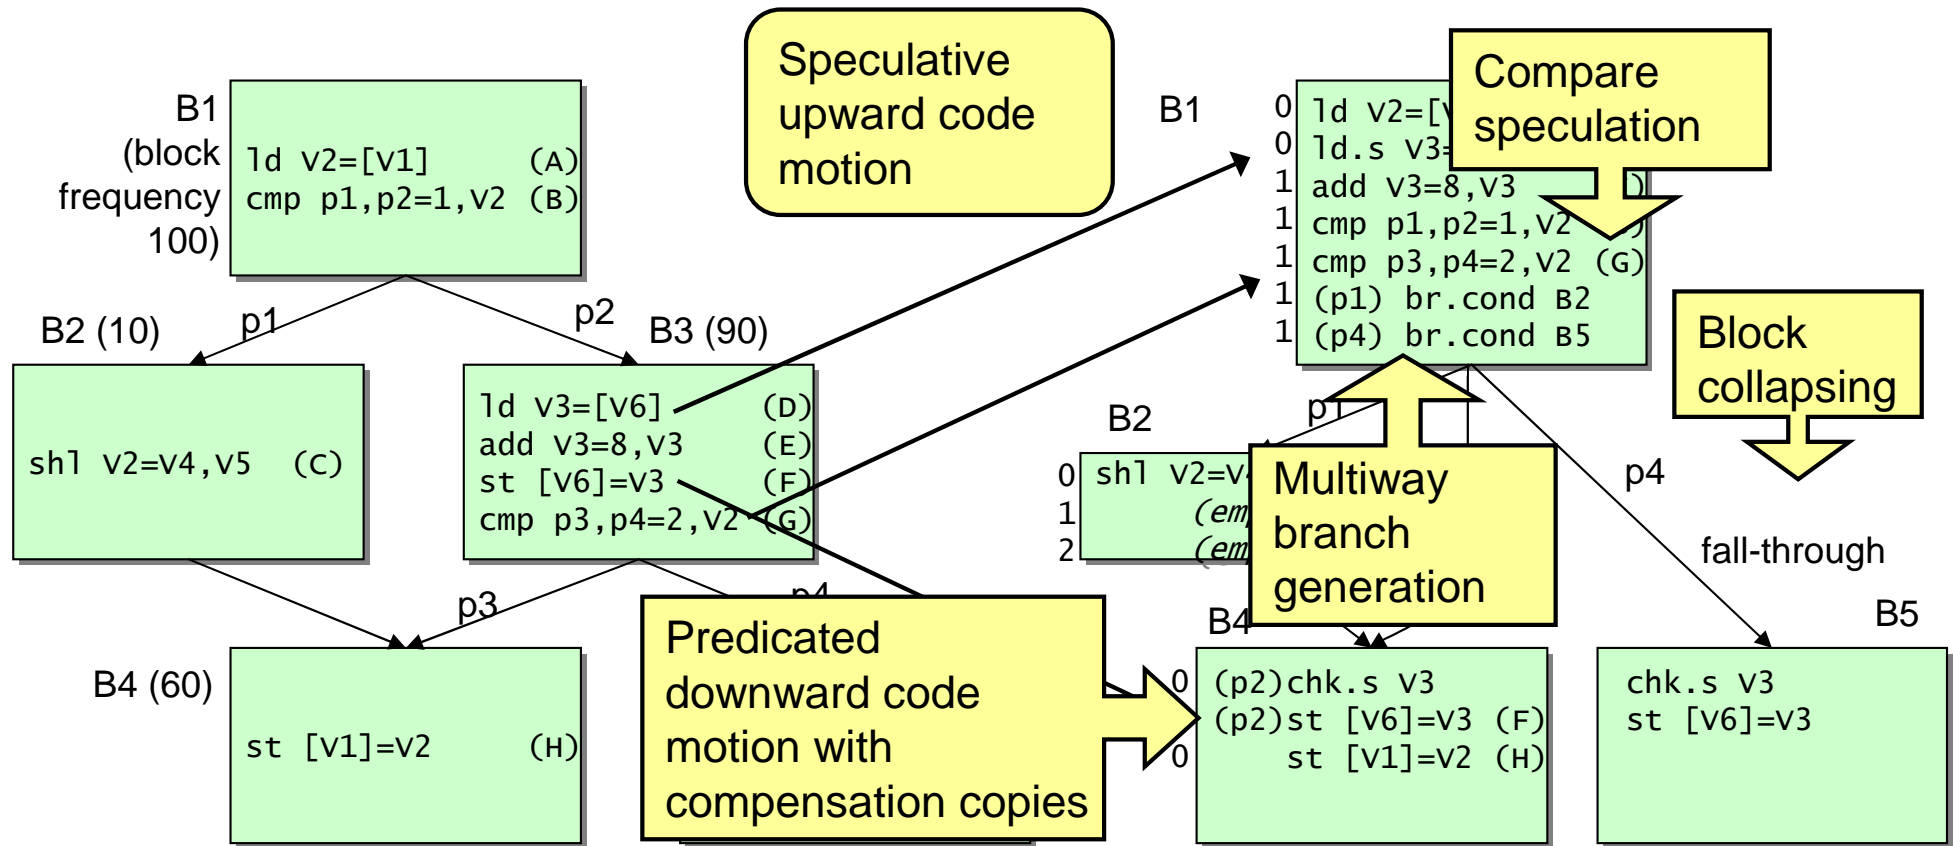 B1
(block
frequency
100)
ld V2=[V1] (A)
cmp p1,p2=1,V2 (B)
p1
p2
B2 (10)
B3 (90)
shl V2=V4,V5 (C)
ld V3=[V6] (D)
add V3=8,V3 (E)
st [V6]=V3 (F)
cmp p3,p4=2,V2 (G)
p3
p4
B4 (60)
st [V1]=V2 (H)
Speculative
upward code
motion
Predicated
downward code
motion with
compensation copies
B1
0 ld V2=[V
0 ld.s V3=
1 add V3=8,V3 )
1 cmp p1,p2=1,V2 )
1 cmp p3,p4=2,V2 (G)
1 (p1) br.cond B2
1 (p4) br.cond B5
Compare
speculation
Block
collapsing
p1
B2
0 shl V2=V4
1 (em
2 (em
Multiway
branch
generation
p4
fall-through
B4
0 (p2)chk.s V3
(p2)st [V6]=V3 (F)
0 st [V1]=V2 (H)
B5
chk.s V3
st [V6]=V3